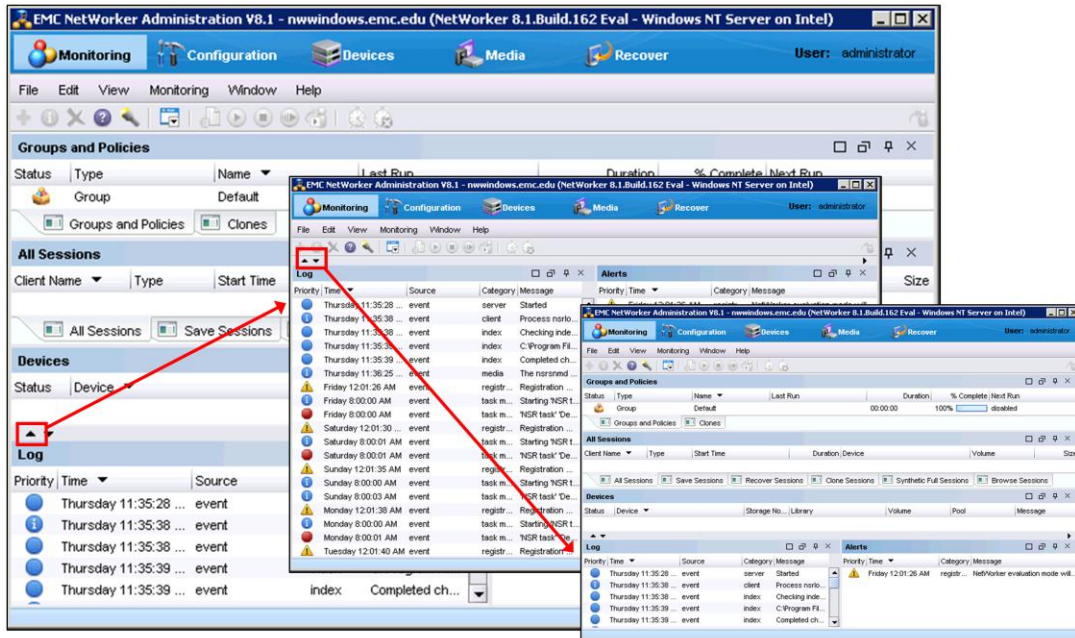 EMC NetWorker Administration V8.1 - nwwindows.emc.edu (NetWorker 8.1.Build.162 Eval - Windows NT Server on Intel)
Monitoring Configuration Devices Media Recover User: administrator
File Edit View Monitoring Window Help
Groups and Policies
Status Type Name Last Run Duration % Complete Next Run
Group Default
Groups and Policies Clones
All Sessions
Client Name Type Start Time Size
All Sessions Save Sessions
Devices
Status Device
Log
Priority Time Source
Thursday 11:35:28 ... event
Thursday 11:35:38 ... event
Thursday 11:35:38 ... event
Thursday 11:35:39 ... event
Thursday 11:35:39 ... event index Completed ch...
EMC NetWorker Administration V8.1 - nwwindows.emc.edu (NetWorker 8.1.Build.162 Eval - Windows NT Server on Intel)
Monitoring Configuration Devices Media Recover User: administrator
File Edit View Monitoring Window Help
Log Alerts
Priority Time Source Category Message Priority Time Category Message
Thursday 11:35:28 ... event server Started
Thursday 11:35:38 ... event client Process nsrlo...
Thursday 11:35:38 ... event index Checking inde...
Thursday 11:35:39 ... event index C:\Program Fil...
Thursday 11:35:39 ... event index Completed ch...
Thursday 11:36:25 ... event media The nsrsnmd ...
Friday 12:01:26 AM event registr... Registration ...
Friday 8:00:00 AM event task m... Starting 'NSR t...
Friday 8:00:00 AM event task m... 'NSR task' 'De...
Saturday 12:01:30 ... event registr... Registration ...
Saturday 8:00:01 AM event task m... Starting 'NSR t...
Saturday 8:00:01 AM event task m... 'NSR task' 'De...
Sunday 12:01:35 AM event registr... Registration ...
Sunday 8:00:00 AM event task m... Starting 'NSR t...
Sunday 8:00:03 AM event task m... 'NSR task' 'De...
Monday 12:01:38 AM event registr... Registration ...
Monday 8:00:00 AM event task m... Starting 'NSR t...
Monday 8:00:01 AM event task m... 'NSR task' 'De...
Tuesday 12:01:40 AM event registr... Registration ...
EMC NetWorker Administration V8.1 - nwwindows.emc.edu (NetWorker 8.1.Build.162 Eval - Windows NT Server on Intel)
Monitoring Configuration Devices Media Recover User: administrator
File Edit View Monitoring Window Help
Groups and Policies
Status Type Name Last Run Duration % Complete Next Run
Group Default 00:00:00 100% disabled
Groups and Policies Clones
All Sessions
Client Name Type Start Time Duration Device Volume Size
All Sessions Save Sessions Recover Sessions Clone Sessions Synthetic Full Sessions Browse Sessions
Devices
Status Device Storage No... Library Volume Pool Message
Log Alerts
Priority Time Source Category Message Priority Time Category Message
Thursday 11:35:28 ... event server Started Friday 12:01:26 AM registr... NetWorker evaluation mode will...
Thursday 11:35:38 ... event client Process nsrlo...
Thursday 11:35:38 ... event index Checking inde...
Thursday 11:35:39 ... event index C:\Program Fil...
Thursday 11:35:39 ... event index Completed ch...